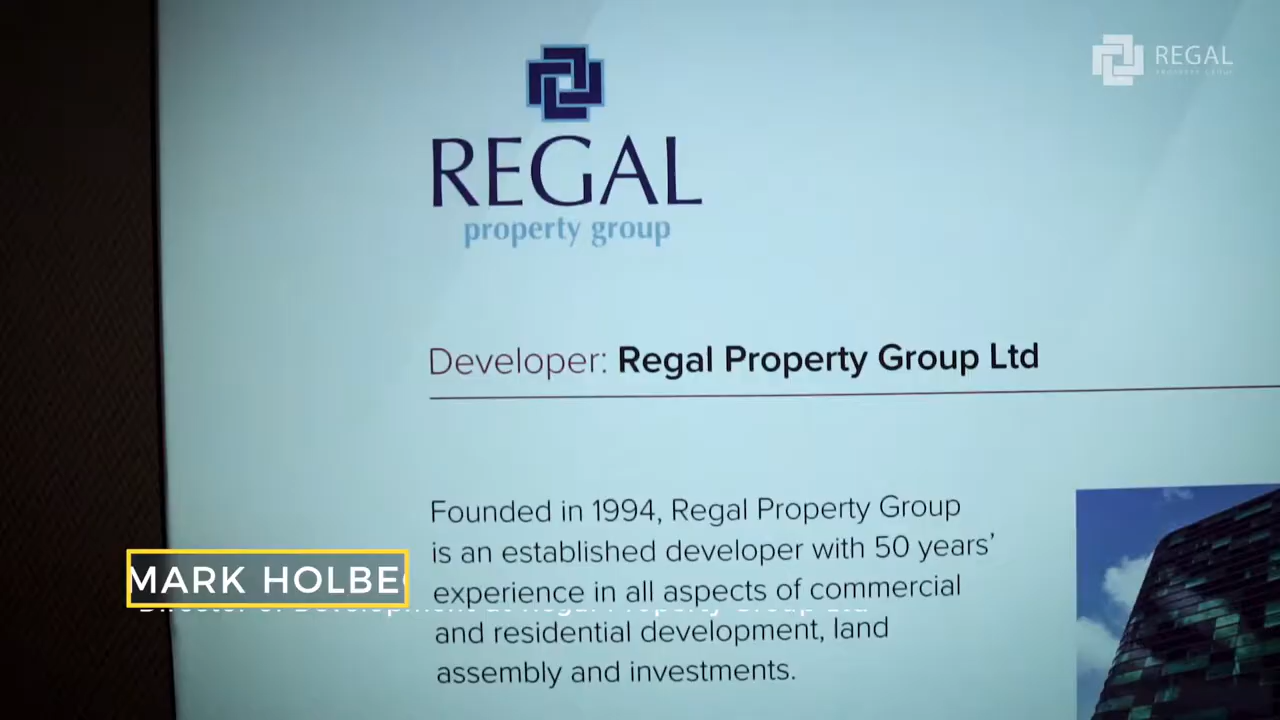 REGAL
REGAL
property group
Developer: Regal Property Group Ltd
Founded in 1994, Regal Property Group
is an established developer with 50 years'
experience in all aspects of commercial
and residential development, land
assembly and investments.
MARK HOLBE